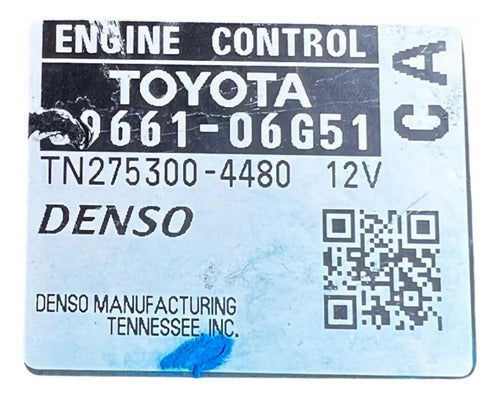 ENGINE CONTROL
TOYOTA
9661-06G51
CA
TN275300-4480 12V
DENSO
DENSO MANUFACTURING
TENNESSEE, INC.